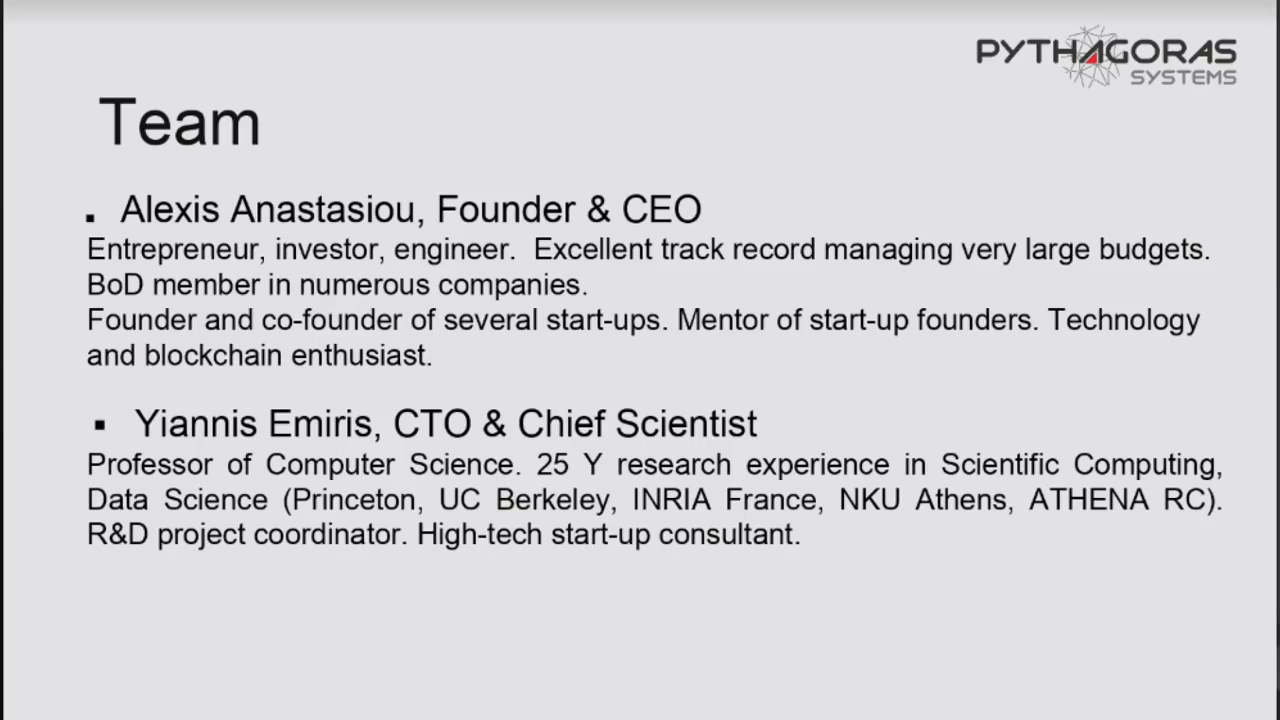 PYTHAGORAS
SYSTEMS
Team
▪ Alexis Anastasiou, Founder & CEO
Entrepreneur, investor, engineer.  Excellent track record managing very large budgets.
BoD member in numerous companies.
Founder and co-founder of several start-ups. Mentor of start-up founders. Technology
and blockchain enthusiast.
▪ Yiannis Emiris, CTO & Chief Scientist
Professor of Computer Science. 25 Y research experience in Scientific Computing,
Data Science (Princeton, UC Berkeley, INRIA France, NKU Athens, ATHENA RC).
R&D project coordinator. High-tech start-up consultant.